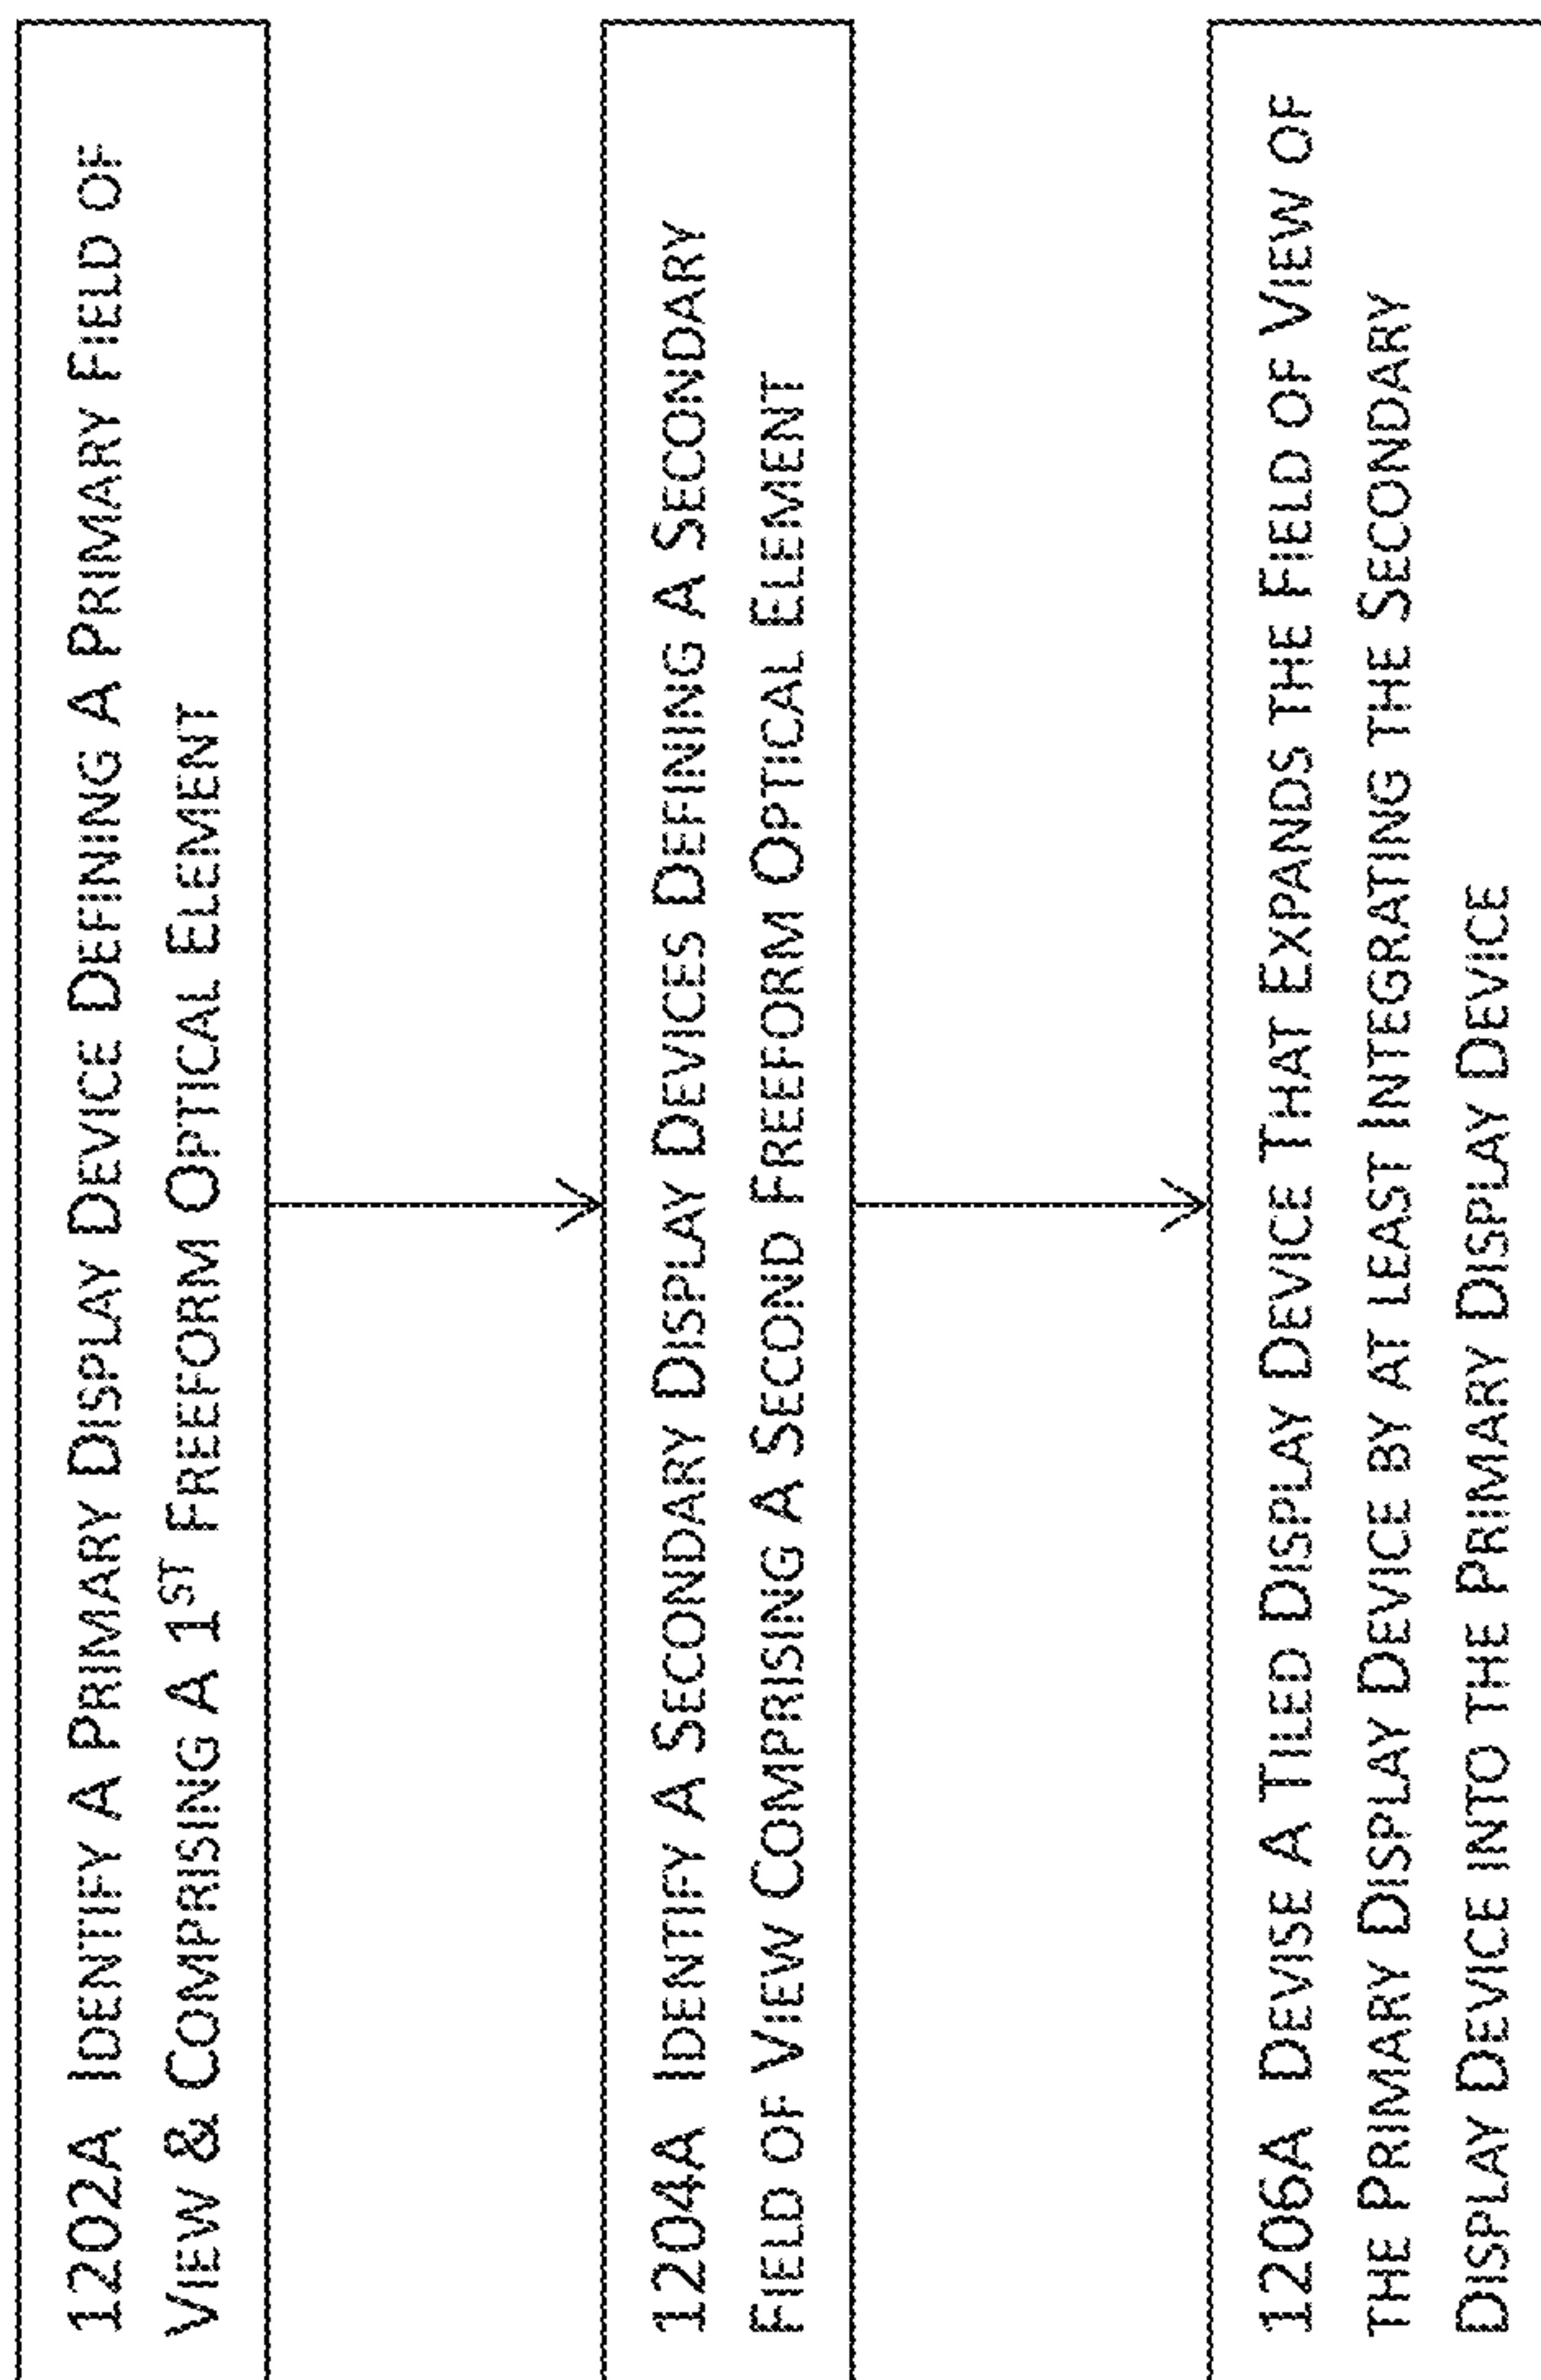 1202A Identify A Primary Display Device Defining A Primary Field of
View & Comprising A 1st Freeform Optical Element
1204A Identify A Secondary Display Devices Defining A Secondary
Field of View Comprising A Second Freeform Optical Element
1206A Devise A Tiled Display Device That Expands the Field of View of
the Primary Display Device by at least Integrating the Secondary
Display Device into the Primary Display Device